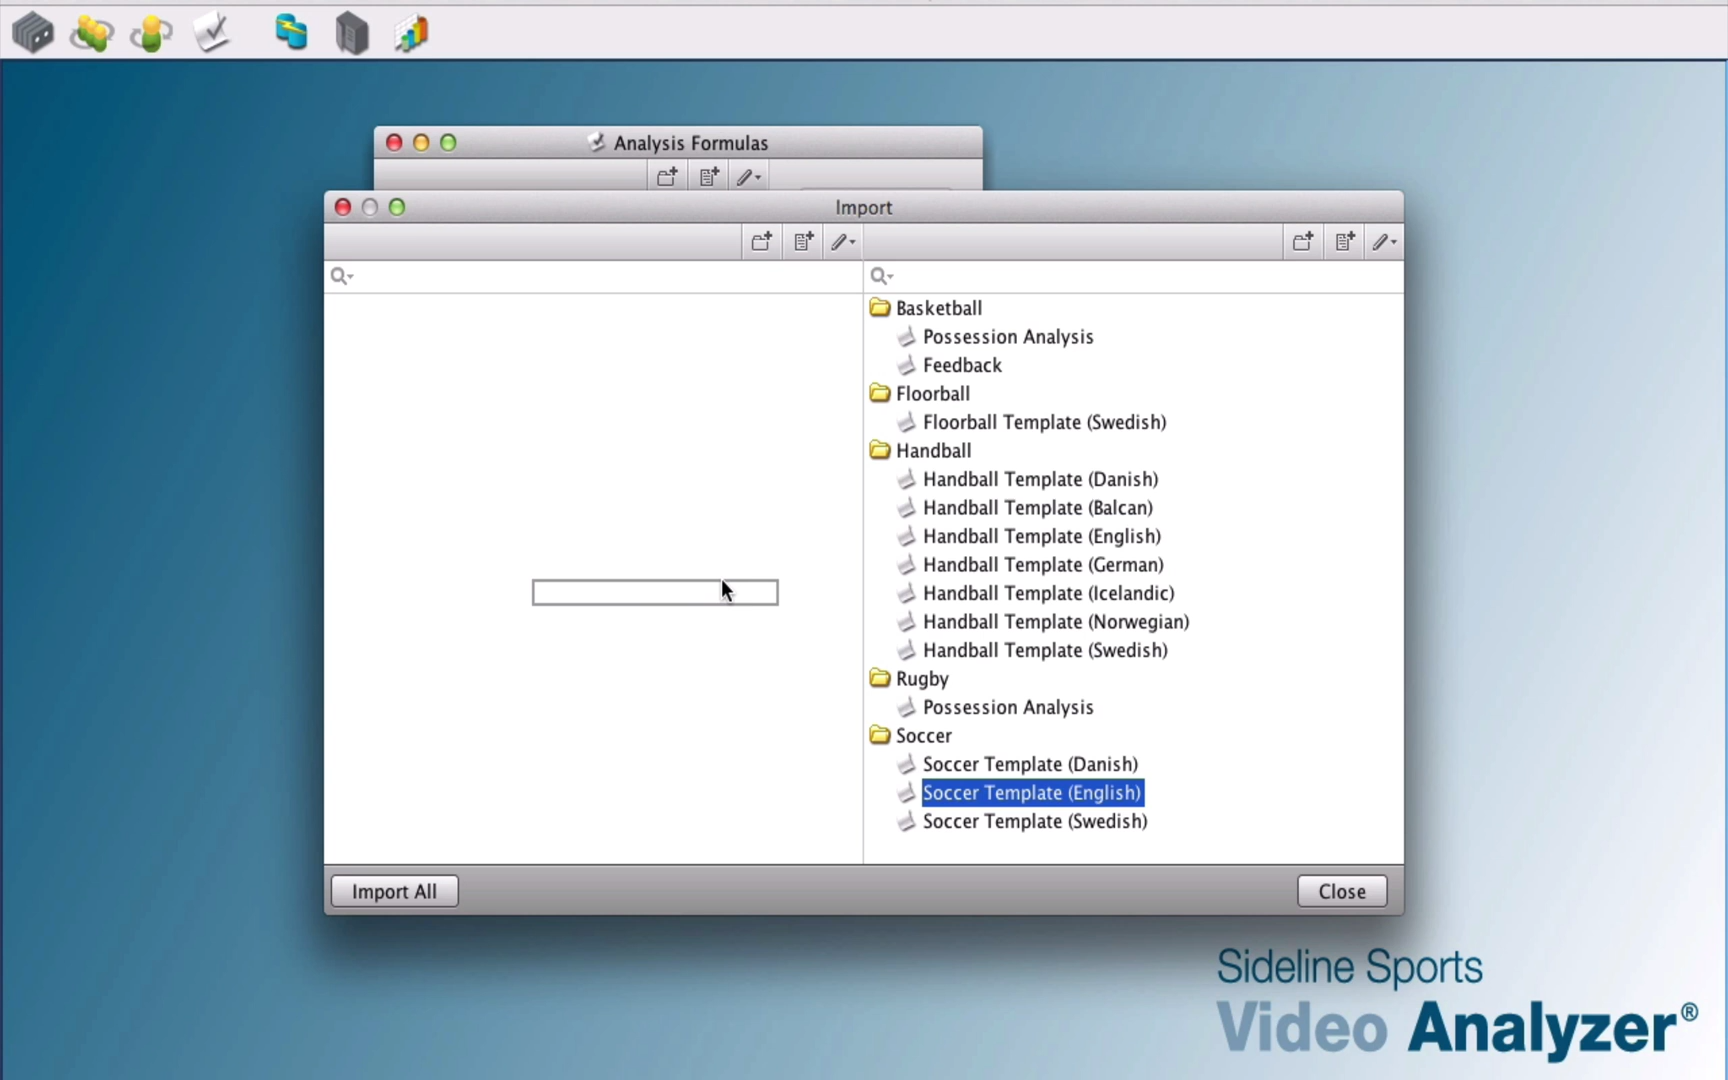 Analysis Formulas
Import
Basketball
Possession Analysis
Feedback
Floorball
Floorball Template (Swedish)
Handball
Handball Template (Danish)
Handball Template (Balcan)
Handball Template (English)
Handball Template (German)
Handball Template (Icelandic)
Handball Template (Norwegian)
Handball Template (Swedish)
Rugby
Possession Analysis
Soccer
Soccer Template (Danish)
Soccer Template (English)
Soccer Template (Swedish)
Import All
Close
Sideline Sports
Video Analyzer®